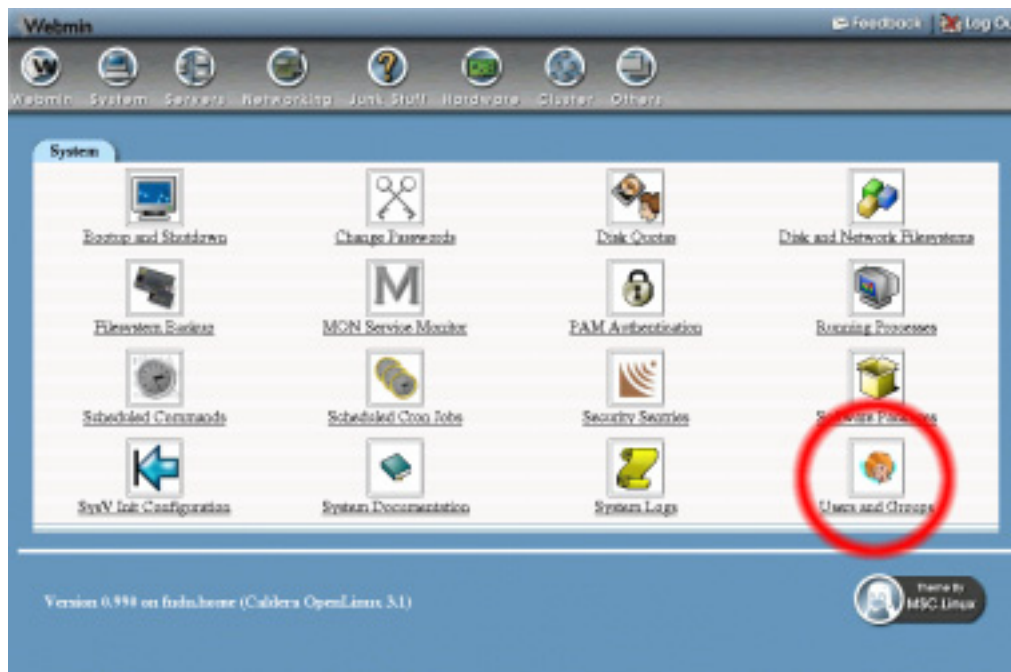 Webmin
Feedback Log Ou
Webmin System Servers Networking Junk Stuff Hardware Cluster Others
System
Bootup and Shutdown Change Passwords Disk Quotas Disk and Network Filesystems
Filesystem Backup MON Service Monitor PAM Authentication Running Processes
Scheduled Commands Scheduled Cron Jobs Security Sentries Software Packages
SysV Init Configuration System Documentation System Logs Users and Groups
Version 0.990 on fudu.home (Caldera OpenLinux 3.1)
Theme By
MSC.Linux